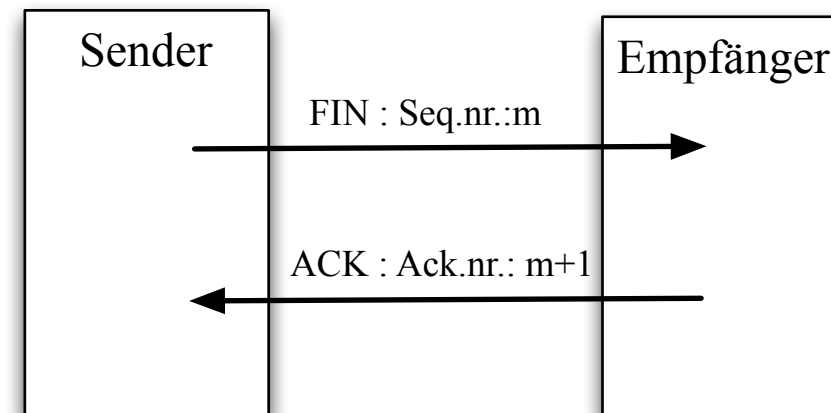 Sender
Empfänger
FIN : Seq.nr.:m
ACK : Ack.nr.: m+1